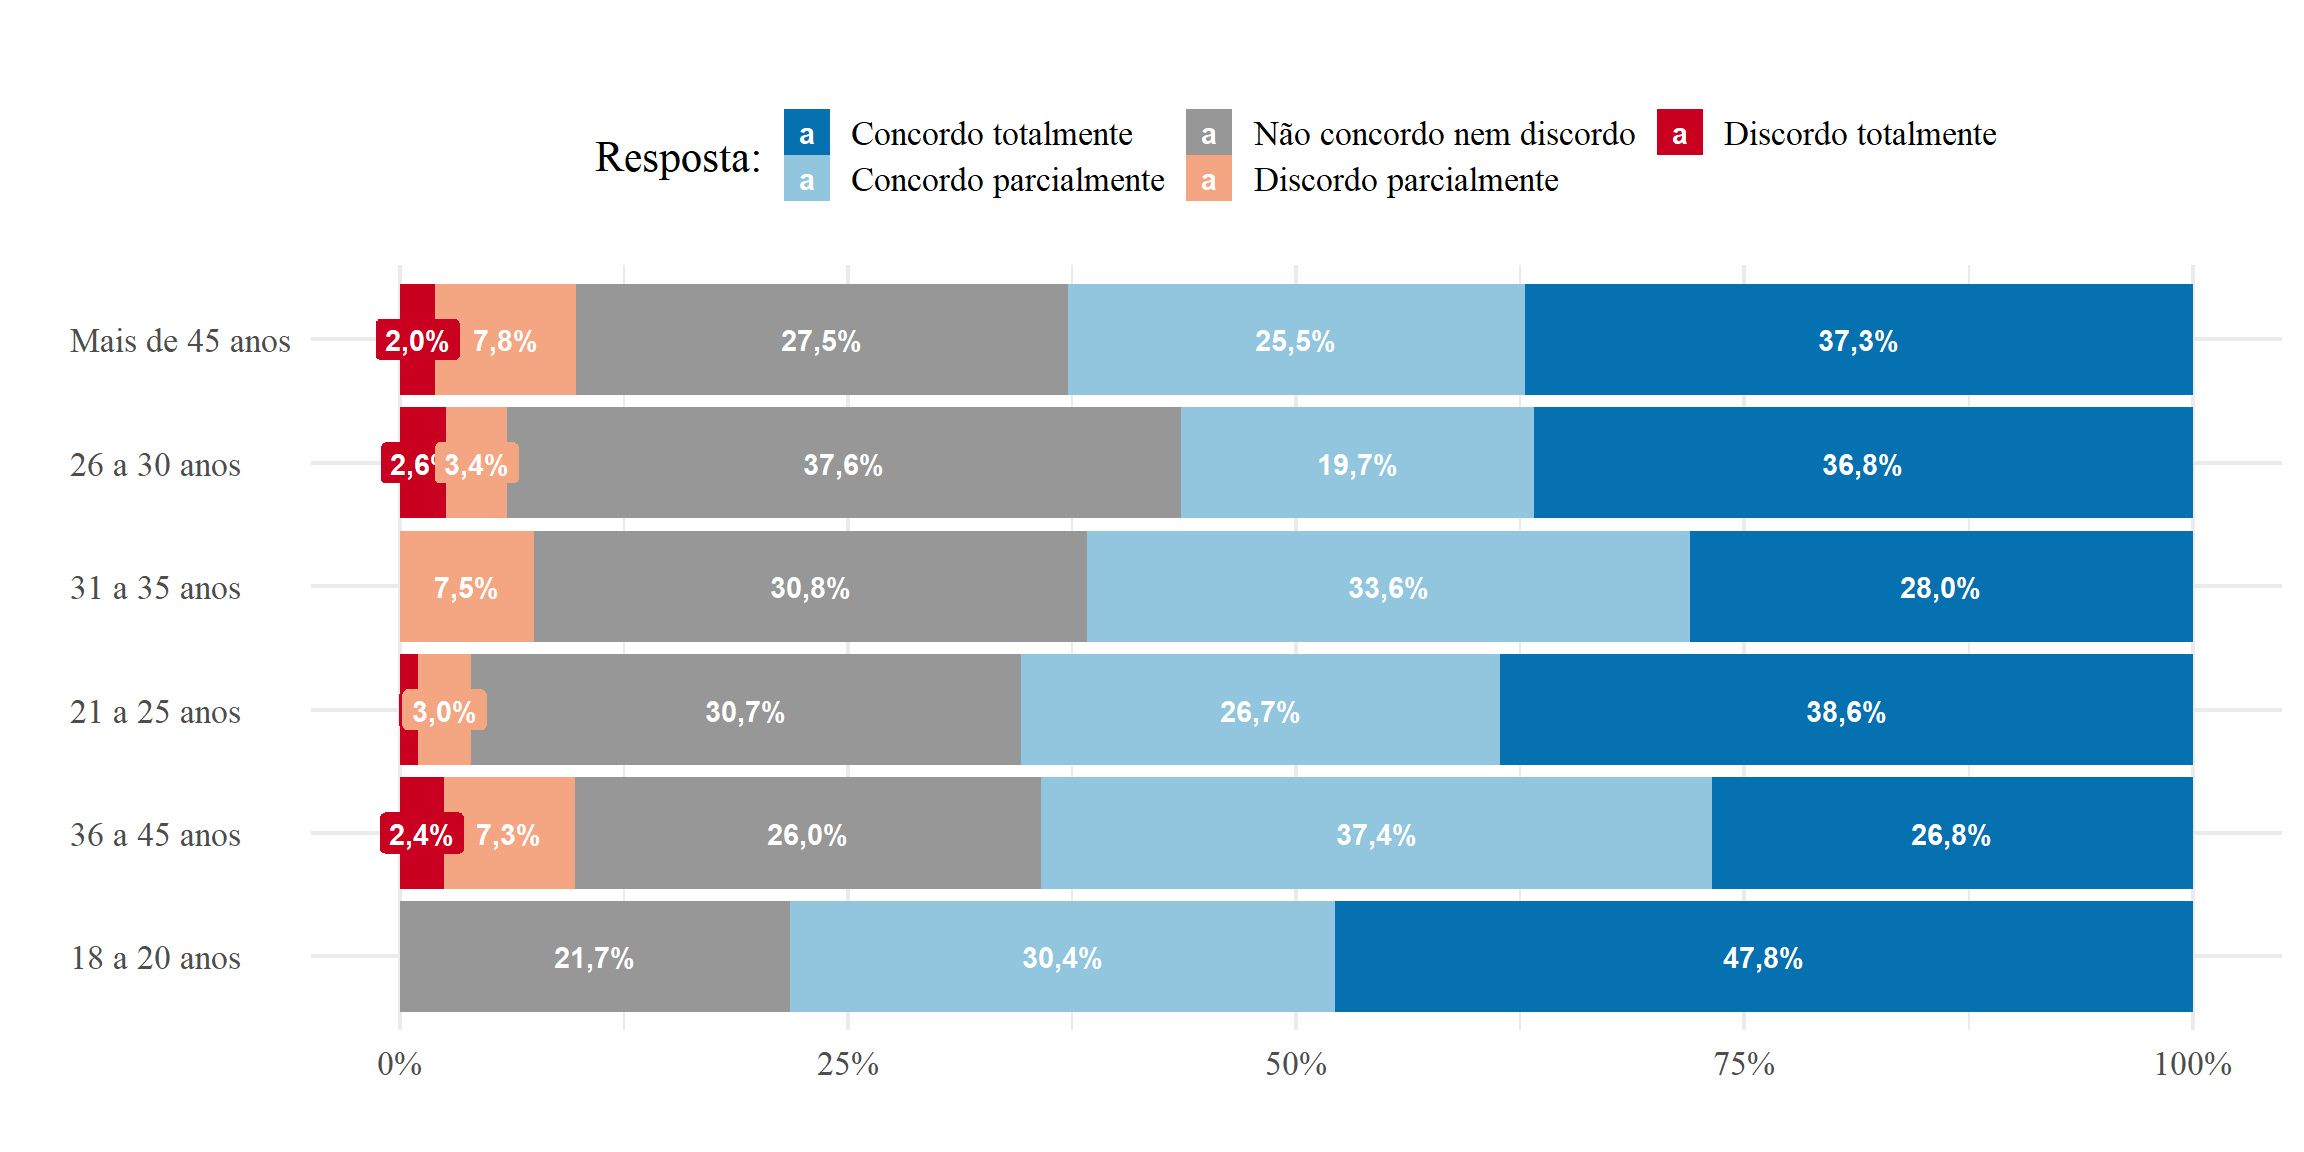 Resposta:
a Concordo totalmente a Não concordo nem discordo a Discordo totalmente
a Concordo parcialmente a Discordo parcialmente
Mais de 45 anos 2,0% 7,8% 27,5% 25,5% 37,3%
26 a 30 anos 2,6 3,4% 37,6% 19,7% 36,8%
31 a 35 anos 7,5% 30,8% 33,6% 28,0%
21 a 25 anos 3,0% 30,7% 26,7% 38,6%
36 a 45 anos 2,4% 7,3% 26,0% 37,4% 26,8%
18 a 20 anos 21,7% 30,4% 47,8%
0% 25% 50% 75% 100%